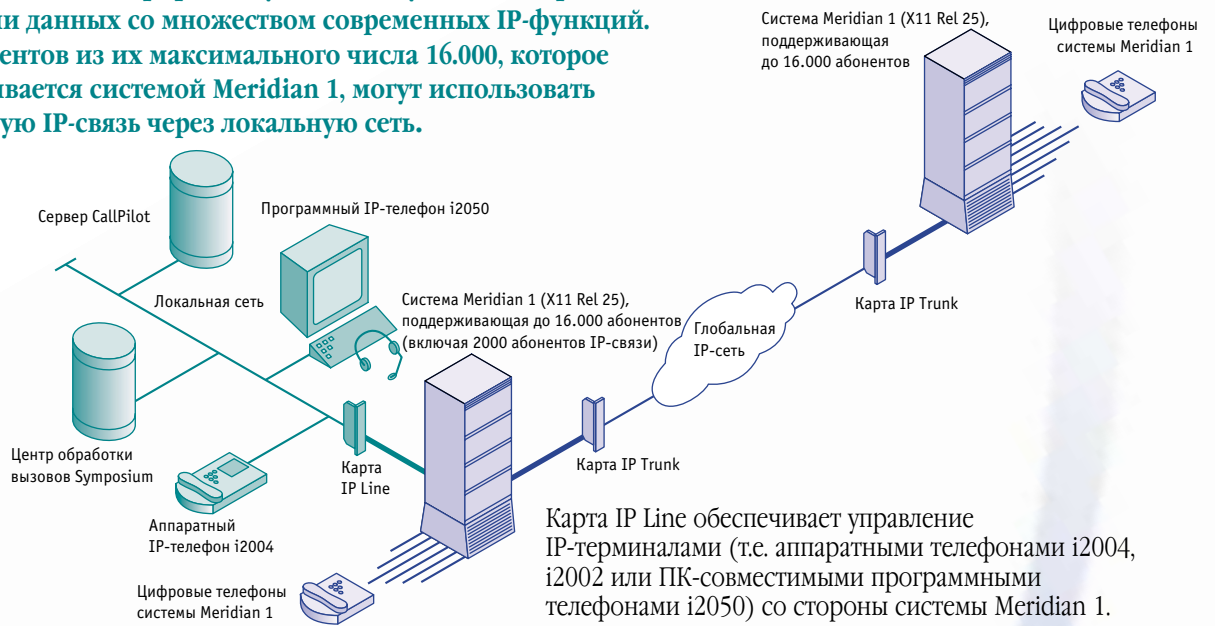 и данных со множеством современных IP-функций.
ентов из их максимального числа 16.000, которое
ивается системой Meridian 1, могут использовать
ую IP-связь через локальную сеть.
Система Meridian 1 (X11 Rel 25),
поддерживающая
до 16.000 абонентов
Цифровые телефоны
системы Meridian 1
Сервер CallPilot
Программный IP-телефон i2050
Локальная сеть
Система Meridian 1 (X11 Rel 25),
поддерживающая до 16.000 абонентов
(включая 2000 абонентов IP-связи)
Глобальная
IP-сеть
Карта IP Trunk
Центр обработки
вызовов Symposium
Карта
IP Line
Карта IP Trunk
Аппаратный
IP-телефон i2004
Цифровые телефоны
системы Meridian 1
Карта IP Line обеспечивает управление
IP-терминалами (т.е. аппаратными телефонами i2004,
i2002 или ПК-совместимыми программными
телефонами i2050) со стороны системы Meridian 1.